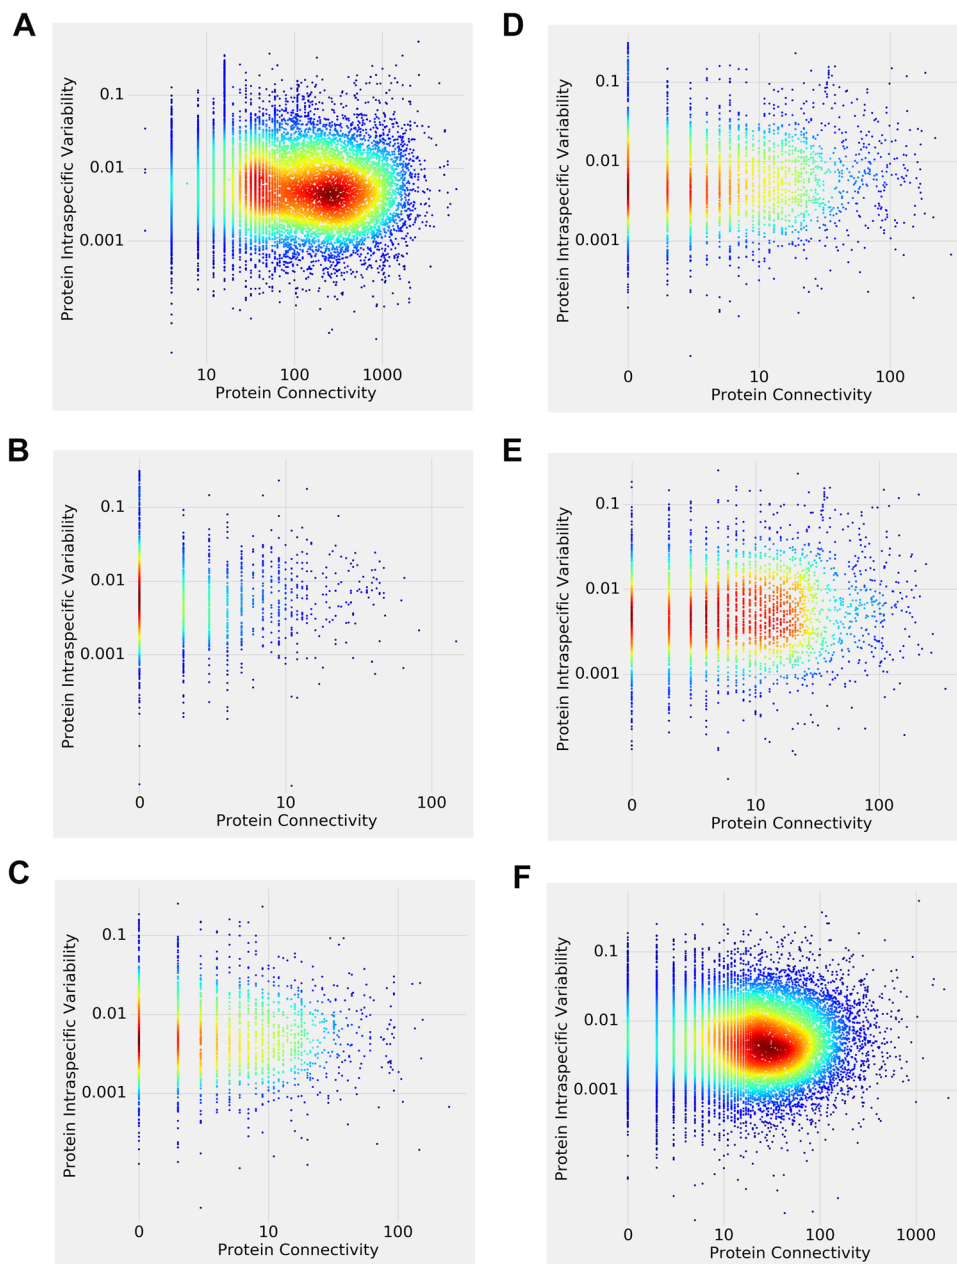 A
Protein Intraspecific Variability
0.1
0.01
0.001
10 100 1000
Protein Connectivity
D
Protein Intraspecific Variability
0.1
0.01
0.001
0 10 100
Protein Connectivity
B
Protein Intraspecific Variability
0.1
0.01
0.001
0 10 100
Protein Connectivity
E
Protein Intraspecific Variability
0.1
0.01
0.001
0 10 100
Protein Connectivity
C
Protein Intraspecific Variability
0.1
0.01
0.001
0 10 100
Protein Connectivity
F
Protein Intraspecific Variability
0.1
0.01
0.001
0 10 100 1000
Protein Connectivity